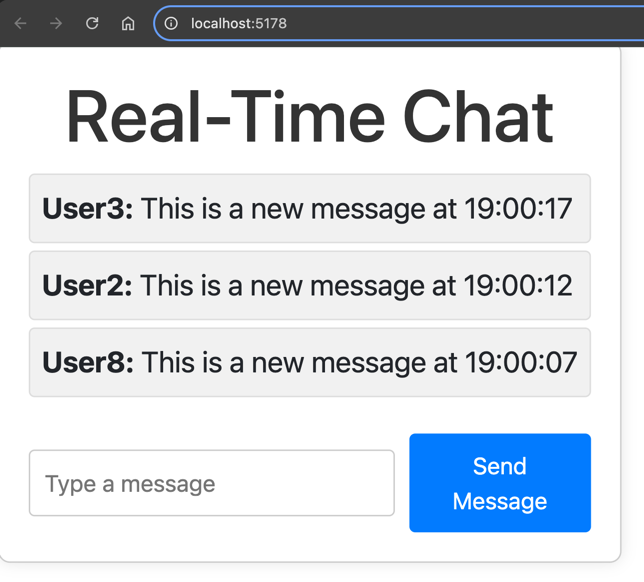 localhost:5178
Real-Time Chat
User3: This is a new message at 19:00:17
User2: This is a new message at 19:00:12
User8: This is a new message at 19:00:07
Type a message
Send
Message